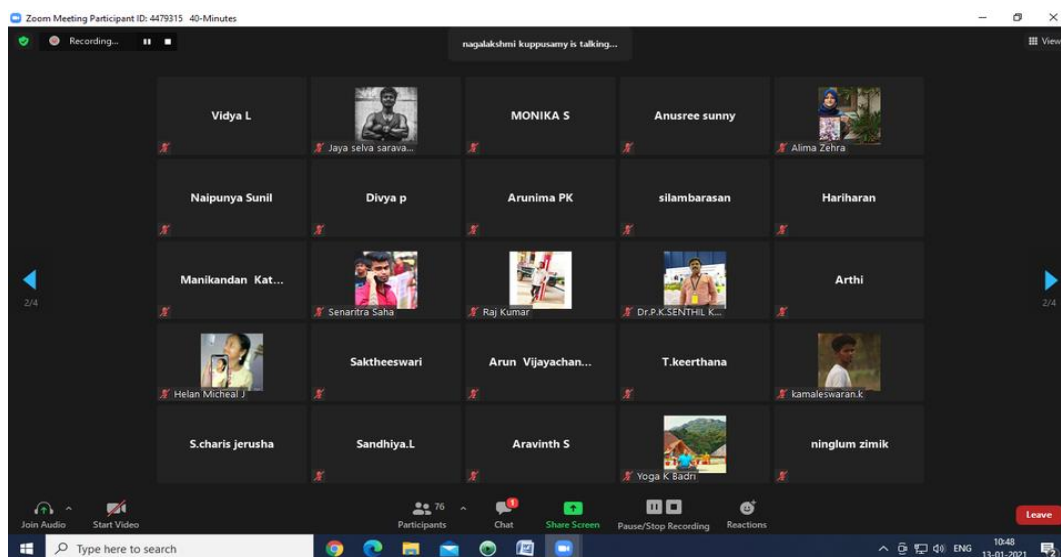 Zoom Meeting Participant ID: 4479315 40-Minutes
Recording...
nagalakshmi kuppusamy is talking...
View
Vidya L
Jaya selva sarava...
MONIKA S
Anusree sunny
Alima Zehra
Naipunya Sunil
Divya p
Arunima PK
silambarasan
Hariharan
Manikandan Kat...
Senaritra Saha
Raj Kumar
Dr.P.K.SENTHIL K...
Arthi
2/4
2/4
Helan Micheal J
Saktheeswari
Arun Vijayachan...
T.keerthana
kamaleswaran.k
S.charis jerusha
Sandhiya.L
Aravinth S
Yoga K Badri
ninglum zimik
Join Audio
Start Video
76
Participants
1
Chat
Share Screen
Pause/Stop Recording
Reactions
Leave
Type here to search
ENG
10:48
13-01-2021
2